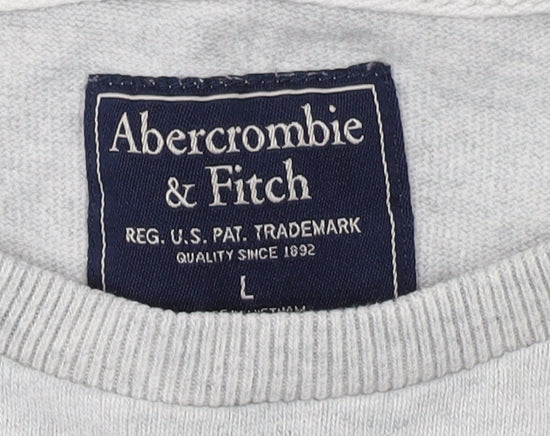 Abercrombie
& Fitch
REG. U.S. PAT. TRADEMARK
QUALITY SINCE 1892
L